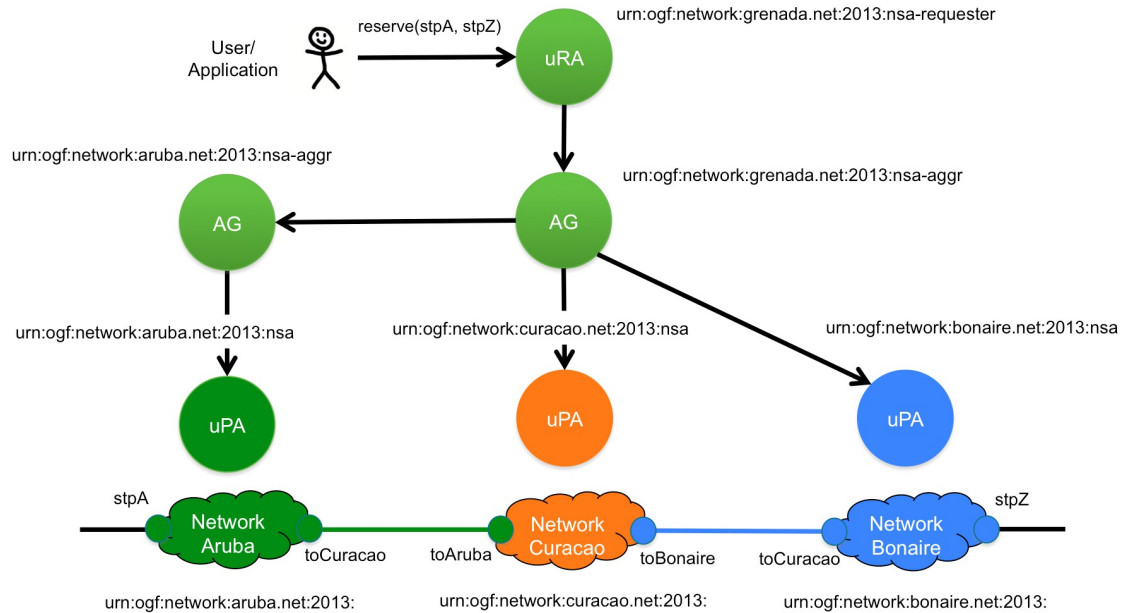 urn:ogf:network:grenada.net:2013:nsa-requester
reserve(stpA, stpZ)
User/
Application
uRA
urn:ogf:network:aruba.net:2013:nsa-aggr
urn:ogf:network:grenada.net:2013:nsa-aggr
AG
AG
urn:ogf:network:aruba.net:2013:nsa
urn:ogf:network:curacao.net:2013:nsa
urn:ogf:network:bonaire.net:2013:nsa
uPA
uPA
uPA
stpA
stpZ
Network
Aruba
Network
Curacao
Network
Bonaire
toCuracao
toAruba
toBonaire
toCuracao
urn:ogf:network:aruba.net:2013:
urn:ogf:network:curacao.net:2013:
urn:ogf:network:bonaire.net:2013: